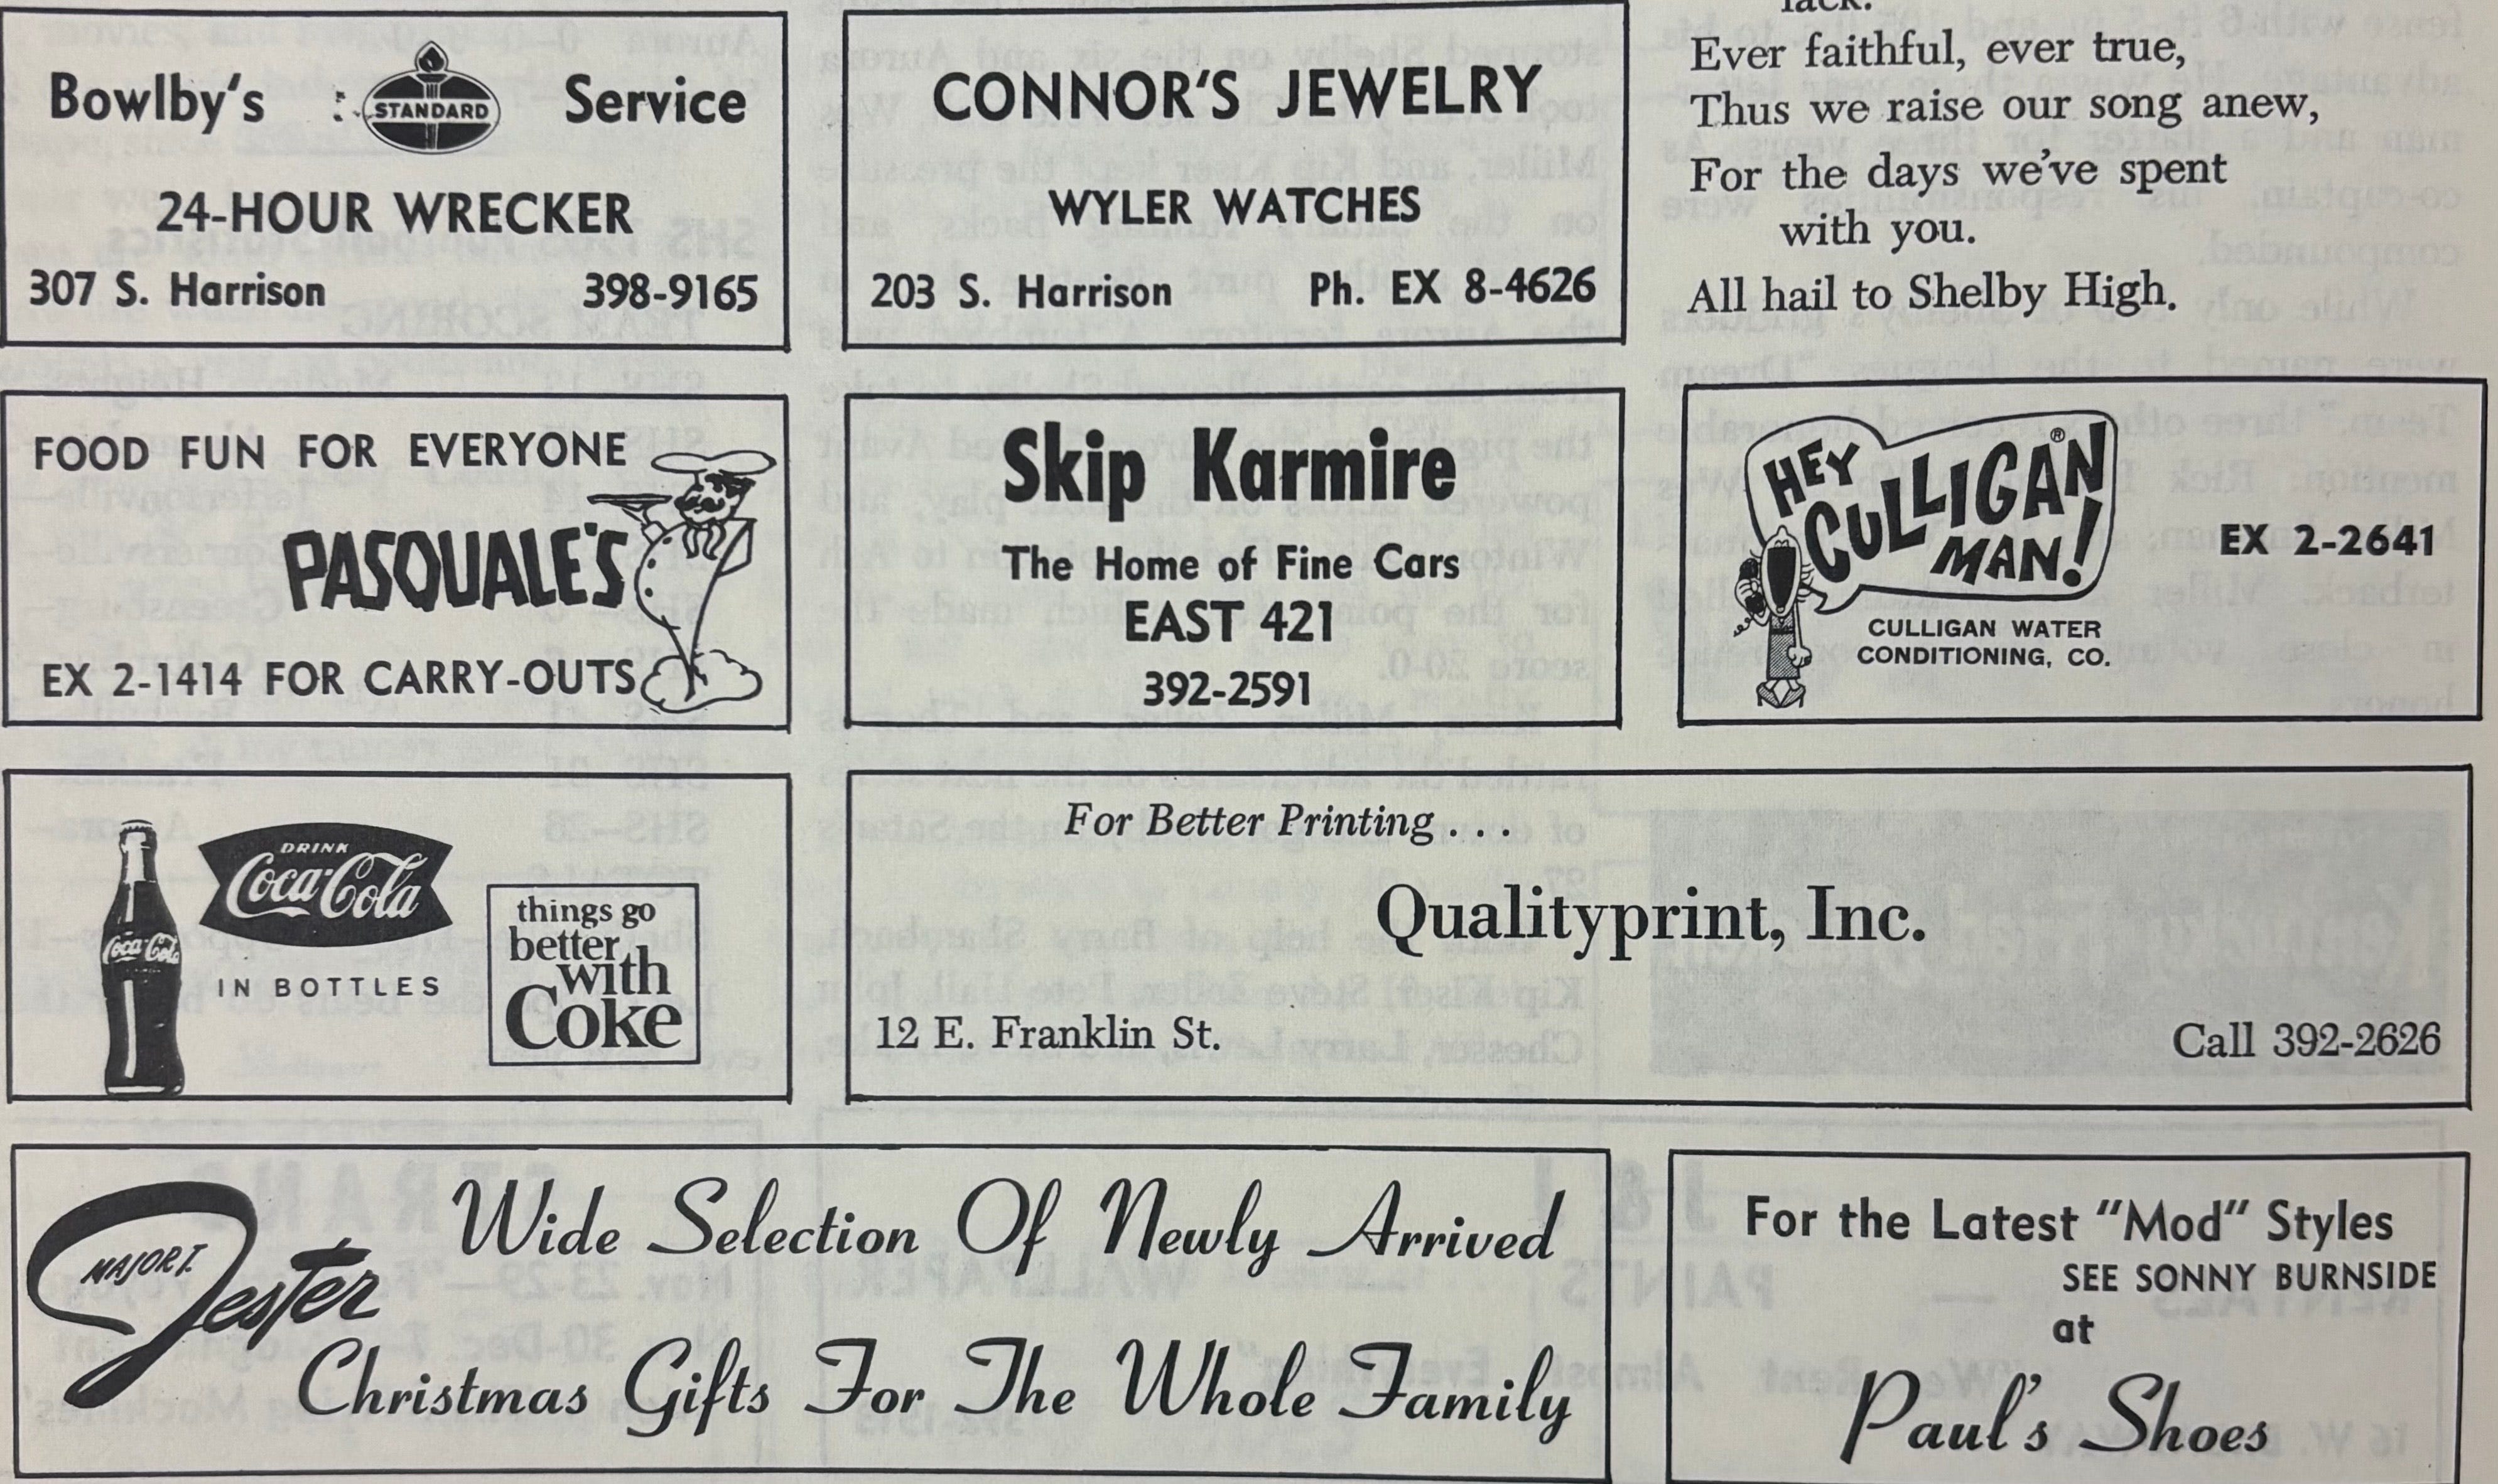 Bowlby's STANDARD Service
24-HOUR WRECKER
307 S. Harrison 398-9165
CONNOR'S JEWELRY
WYLER WATCHES
203 S. Harrison Ph. EX 8-4626
lack.
Ever faithful, ever true,
Thus we raise our song anew,
For the days we've spent
with you.
All hail to Shelby High.
FOOD FUN FOR EVERYONE
PASQUALE'S
EX 2-1414 FOR CARRY-OUTS
Skip Karmire
The Home of Fine Cars
EAST 421
392-2591
HEY
CULLIGAN®
MAN!
EX 2-2641
CULLIGAN WATER
CONDITIONING, CO.
DRINK
Coca-Cola
Coca-Cola
IN BOTTLES
things go
better
with
Coke
For Better Printing . . .
Qualityprint, Inc.
12 E. Franklin St. Call 392-2626
MAJOR T.
Jester
Wide Selection Of Newly Arrived
Christmas Gifts For The Whole Family
For the Latest "Mod" Styles
SEE SONNY BURNSIDE
at
Paul's Shoes